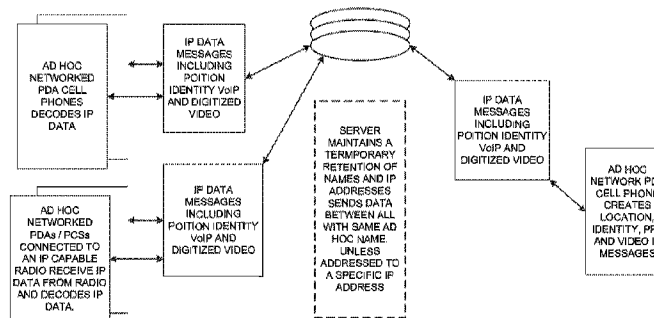 AD HOC
NETWORKED
PDA CELL
PHONES
DECODES IP
DATA
IP DATA
MESSAGES
INCLUDING
POITION
IDENTITY VoIP
AND DIGITIZED
VIDEO
AD HOC
NETWORKED
PDAs / PCSs
CONNECTED TO
AN IP CAPABLE
RADIO RECEIVE IP
DATA FROM RADIO
AND DECODES IP
DATA.
IP DATA
MESSAGES
INCLUDING
POITION IDENTITY
VoIP AND
DIGITIZED VIDEO
SERVER
MAINTAINS A
TERMPORARY
RETENTION OF
NAMES AND IP
ADDRESSES
SENDS DATA
BETWEEN ALL
WITH SAME AD
HOC NAME.
UNLESS
ADDRESSED TO
A SPECIFIC IP
ADDRESS
IP DATA
MESSAGES
INCLUDING
POITION IDENTITY
VoIP AND
DIGITIZED VIDEO
AD HOC
NETWORK
CELL
CREATES
LOCATION,
IDENTITY,
AND VIDEO
MESSAGES